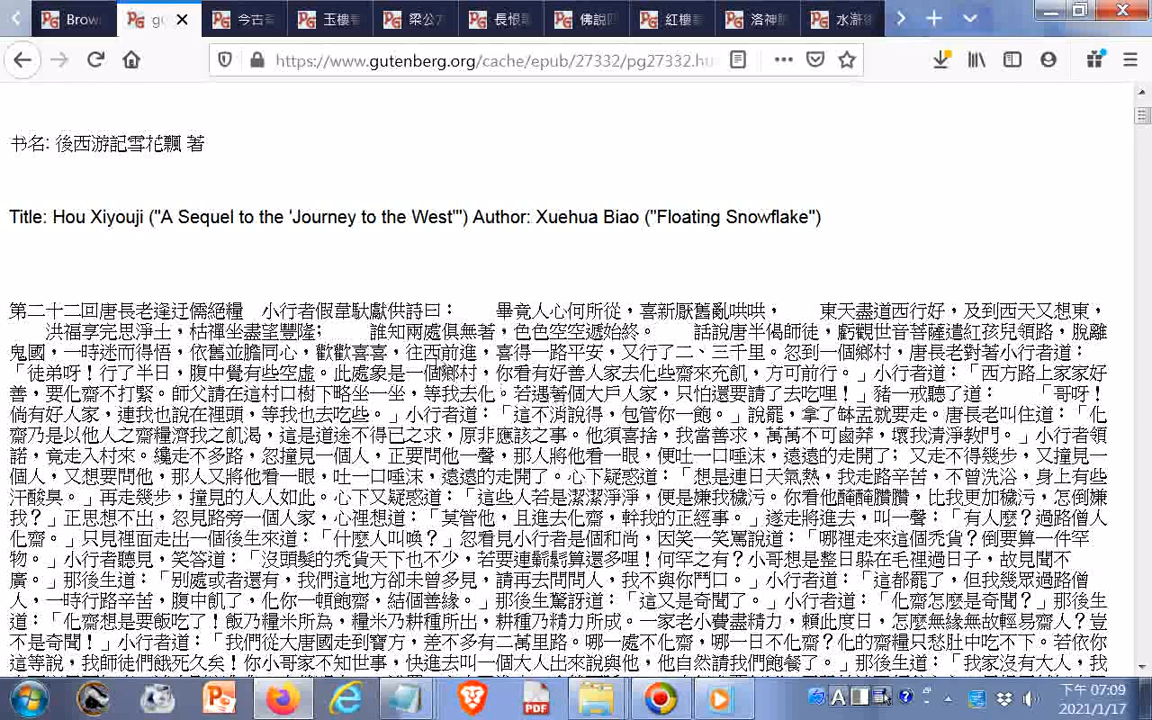 Brow
g
今古
玉樓
梁公
長恨
佛說
紅樓
洛神
水滸
https://www.gutenberg.org/cache/epub/27332/pg27332.h
书名: 後西游記雪花飄 著
Title: Hou Xiyouji ("A Sequel to the 'Journey to the West'") Author: Xuehua Biao ("Floating Snowflake")
第二十二回唐長老逢迂儒絕糧　小行者假韋馱獻供詩曰：　　畢竟人心何所從，喜新厭舊亂哄哄，　　東天盡道西行好，及到西天又想東，
洪福享完思淨土，枯禪坐盡望豐隆；　　誰知兩處俱無著，色色空空遞始終。　　話說唐半偈師徒，虧觀世音菩薩遣紅孩兒領路，脫離
鬼國，一時迷而得悟，依舊並膽同心，歡歡喜喜，往西前進，喜得一路平安，又行了二、三千里。忽到一個鄉村，唐長老對著小行者道：
「徒弟呀！行了半日，腹中覺有些空虛。此處象是一個鄉村，你看有好善人家去化些齋來充飢，方可前行。」小行者道：「西方路上家家好
善，要化齋不打緊。師父請在這村口樹下略坐一坐，等我去化。若遇著個大戶人家，只怕還要請了去吃哩！」豬一戒聽了道：　　「哥呀！
倘有好人家，連我也說在裡頭，等我也去吃些。」小行者道：「這不消說得，包管你一飽。」說罷，拿了缽盂就要走。唐長老叫住道：「化
齋乃是以他人之齋糧濟我之飢渴，這是道途不得已之求，原非應該之事。他須喜捨，我當善求，萬萬不可鹵莽，壞我清淨教門。」小行者領
諾，竟走入村來。纔走不多路，忽撞見一個人，正要問他一聲，那人將他看一眼，便吐一口唾沫，遠遠的走開了；又走不得幾步，又撞見一
個人，又想要問他，那人又將他看一眼，吐一口唾沫，遠遠的走開了。心下疑惑道：「想是連日天氣熱，我走路辛苦，不曾洗浴，身上有些
汗酸臭。」再走幾步，撞見的人人如此。心下又疑惑道：「這些人若是潔潔淨淨，便是嫌我穢污。你看他醃醃臢臢，比我更加穢污，怎倒嫌
我？」正思想不出，忽見路旁一個人家，心裡想道：「莫管他，且進去化齋，幹我的正經事。」遂走將進去，叫一聲：「有人麼？過路僧人
化齋。」只見裡面走出一個後生來道：「什麼人叫喚？」忽看見小行者是個和尚，因笑一笑罵說道：「哪裡走來這個禿貨？倒要算一件罕
物。」小行者聽見，笑答道：「沒頭髮的禿貨天下也不少，若要連鬎鬁算還多哩！何罕之有？小哥想是整日躲在毛裡過日子，故見聞不
廣。」那後生道：「別處或者還有，我們這地方卻未曾多見，請再去問問人，我不與你鬥口。」小行者道：「這都罷了，但我幾眾過路僧
人，一時行路辛苦，腹中飢了，化你一頓飽齋，結個善緣。」那後生驚訝道：「這又是奇聞了。」小行者道：「化齋怎麼是奇聞？」那後生
道：「化齋想是要飯吃了！飯乃糧米所為，糧米乃耕種所出，耕種乃精力所成。一家老小費盡精力，賴此度日，怎麼無緣無故輕易齋人？豈
不是奇聞！」小行者道：「我們從大唐國走到寶方，差不多有二萬里路。哪一處不化齋，哪一日不化齋？化的齋糧只愁肚中吃不下。若依你
這等說，我師徒們餓死久矣！你小哥家不知世事，快進去叫一個大人出來說與他，他自然請我們飽餐了。」那後生道：「我家沒有大人，我
PDF
A
下午 07:09
2021/1/17